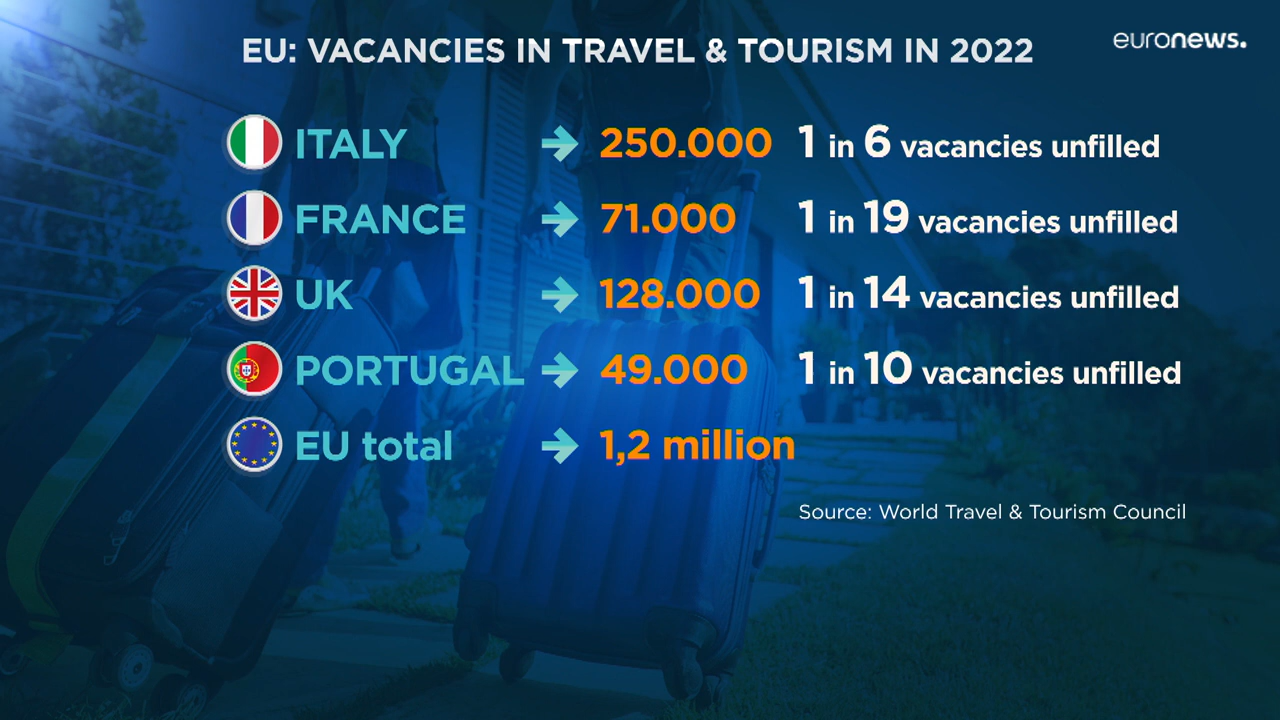 EU: VACANCIES IN TRAVEL & TOURISM IN 2022
euronews.
ITALY → 250.000 1 in 6 vacancies unfilled
FRANCE → 71.000 1 in 19 vacancies unfilled
UK → 128.000 1 in 14 vacancies unfilled
PORTUGAL → 49.000 1 in 10 vacancies unfilled
EU total → 1,2 million
Source: World Travel & Tourism Council